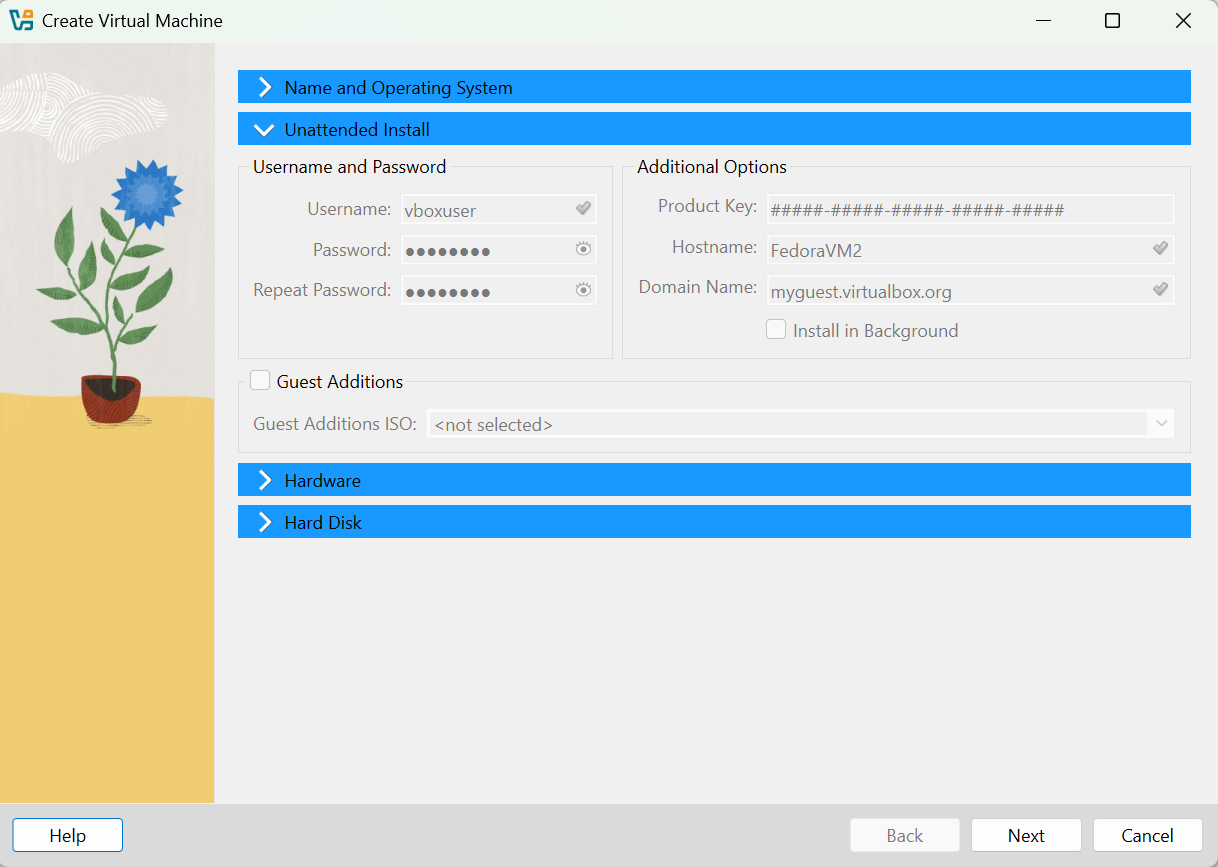 Create Virtual Machine
Name and Operating System
Unattended Install
Username and Password
Username: vboxuser
Password: ●●●●●●●●
Repeat Password: ●●●●●●●●
Additional Options
Product Key: #####-#####-#####-#####-#####
Hostname: FedoraVM2
Domain Name: myguest.virtualbox.org
Install in Background
Guest Additions
Guest Additions ISO: <not selected>
Hardware
Hard Disk
Help Back Next Cancel